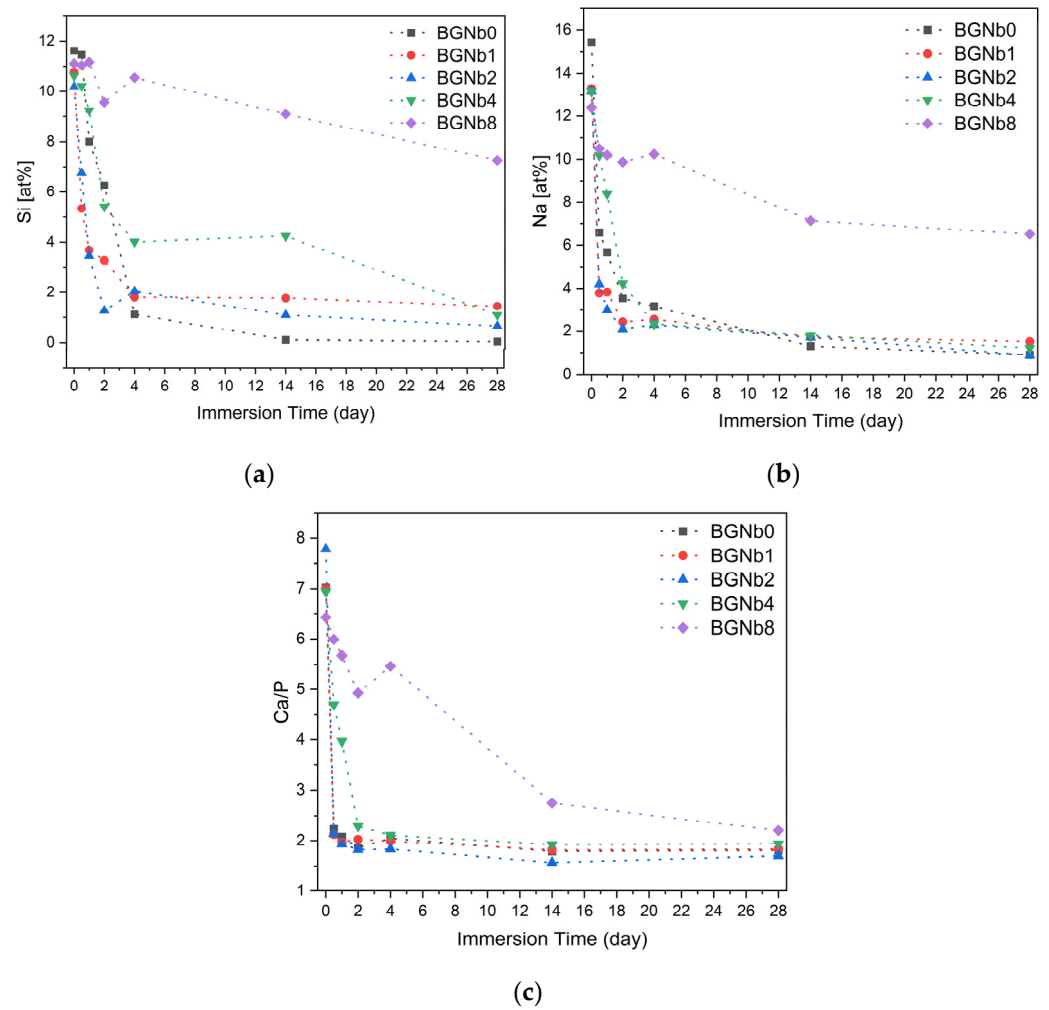 12
10
8
6
4
2
0
Si [at%]
BGNb0
BGNb1
BGNb2
BGNb4
BGNb8
0 2 4 6 8 10 12 14 16 18 20 22 24 26 28
Immersion Time (day)
(a)
16
14
12
10
8
6
4
2
0
Na [at%]
BGNb0
BGNb1
BGNb2
BGNb4
BGNb8
0 2 4 6 8 10 12 14 16 18 20 22 24 26 28
Immersion Time (day)
(b)
8
7
6
5
4
3
2
1
Ca/P
BGNb0
BGNb1
BGNb2
BGNb4
BGNb8
0 2 4 6 8 10 12 14 16 18 20 22 24 26 28
Immersion Time (day)
(c)